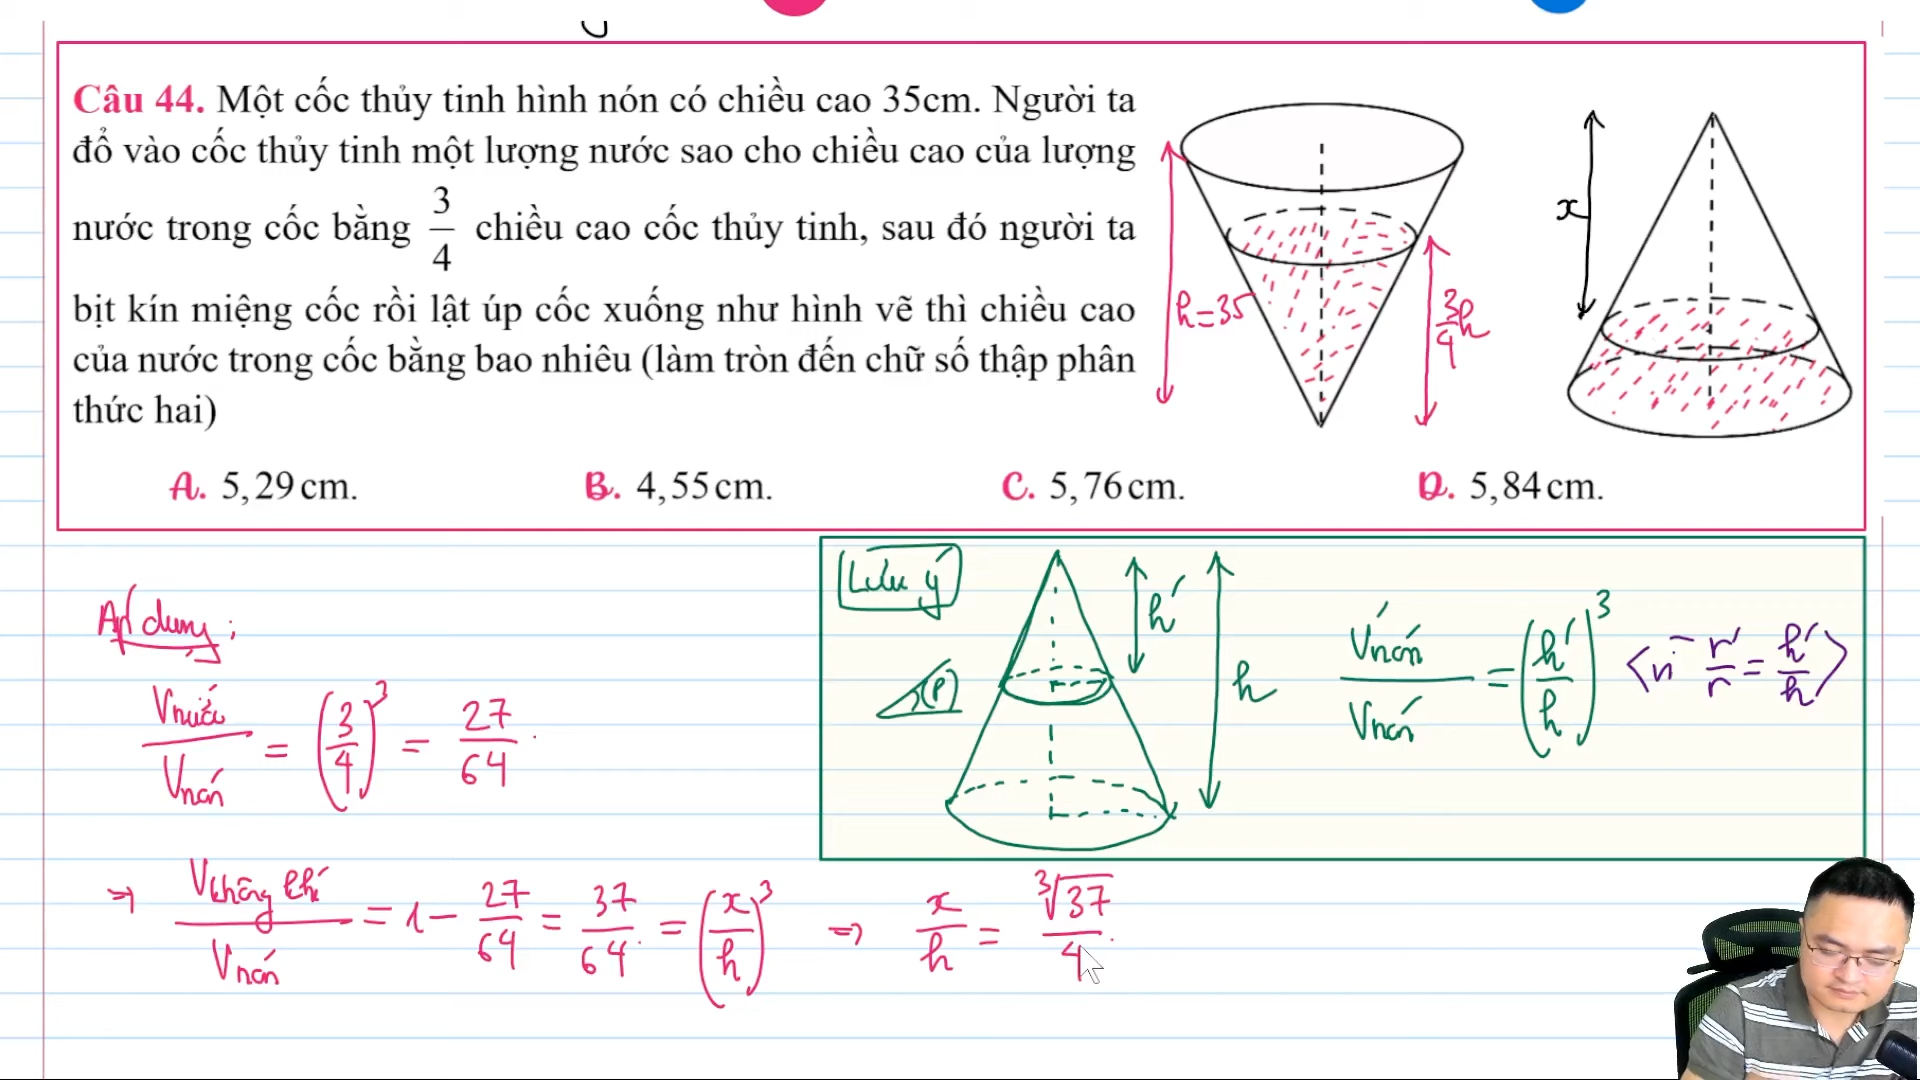 Câu 44. Một cốc thủy tinh hình nón có chiều cao 35cm. Người ta
đổ vào cốc thủy tinh một lượng nước sao cho chiều cao của lượng
nước trong cốc bằng 3/4 chiều cao cốc thủy tinh, sau đó người ta
bịt kín miệng cốc rồi lật úp cốc xuống như hình vẽ thì chiều cao
của nước trong cốc bằng bao nhiêu (làm tròn đến chữ số thập phân
thức hai)
A. 5,29 cm. B. 4,55 cm. C. 5,76 cm. D. 5,84 cm.
h = 35
3/4 h
x
Lưu ý
(P)
h'
h
V'nón / Vnón = (h'/h)^3 < r'/r = h'/h >
Áp dụng:
Vnước / Vnón = (3/4)^3 = 27/64
⇒ Vkhông khí / Vnón = 1 - 27/64 = 37/64 = (x/h)^3 ⇒ x/h = ∛37 / 4